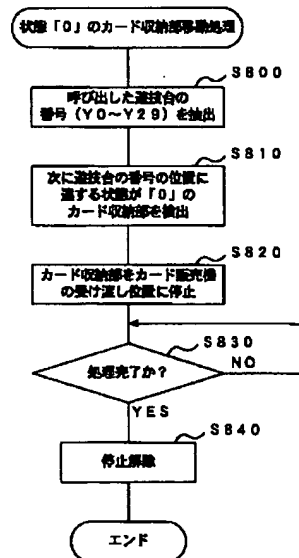 状態「0」のカード収納部移動処理
S800
呼び出した遊技台の
番号(Y0～Y29)を抽出
S810
次に遊技台の番号の位置に
達する状態が「0」の
カード収納部を抽出
S820
カード収納部をカード販売機
の受け渡し位置に停止
S830
処理完了か?
NO
YES
S840
停止解除
エンド